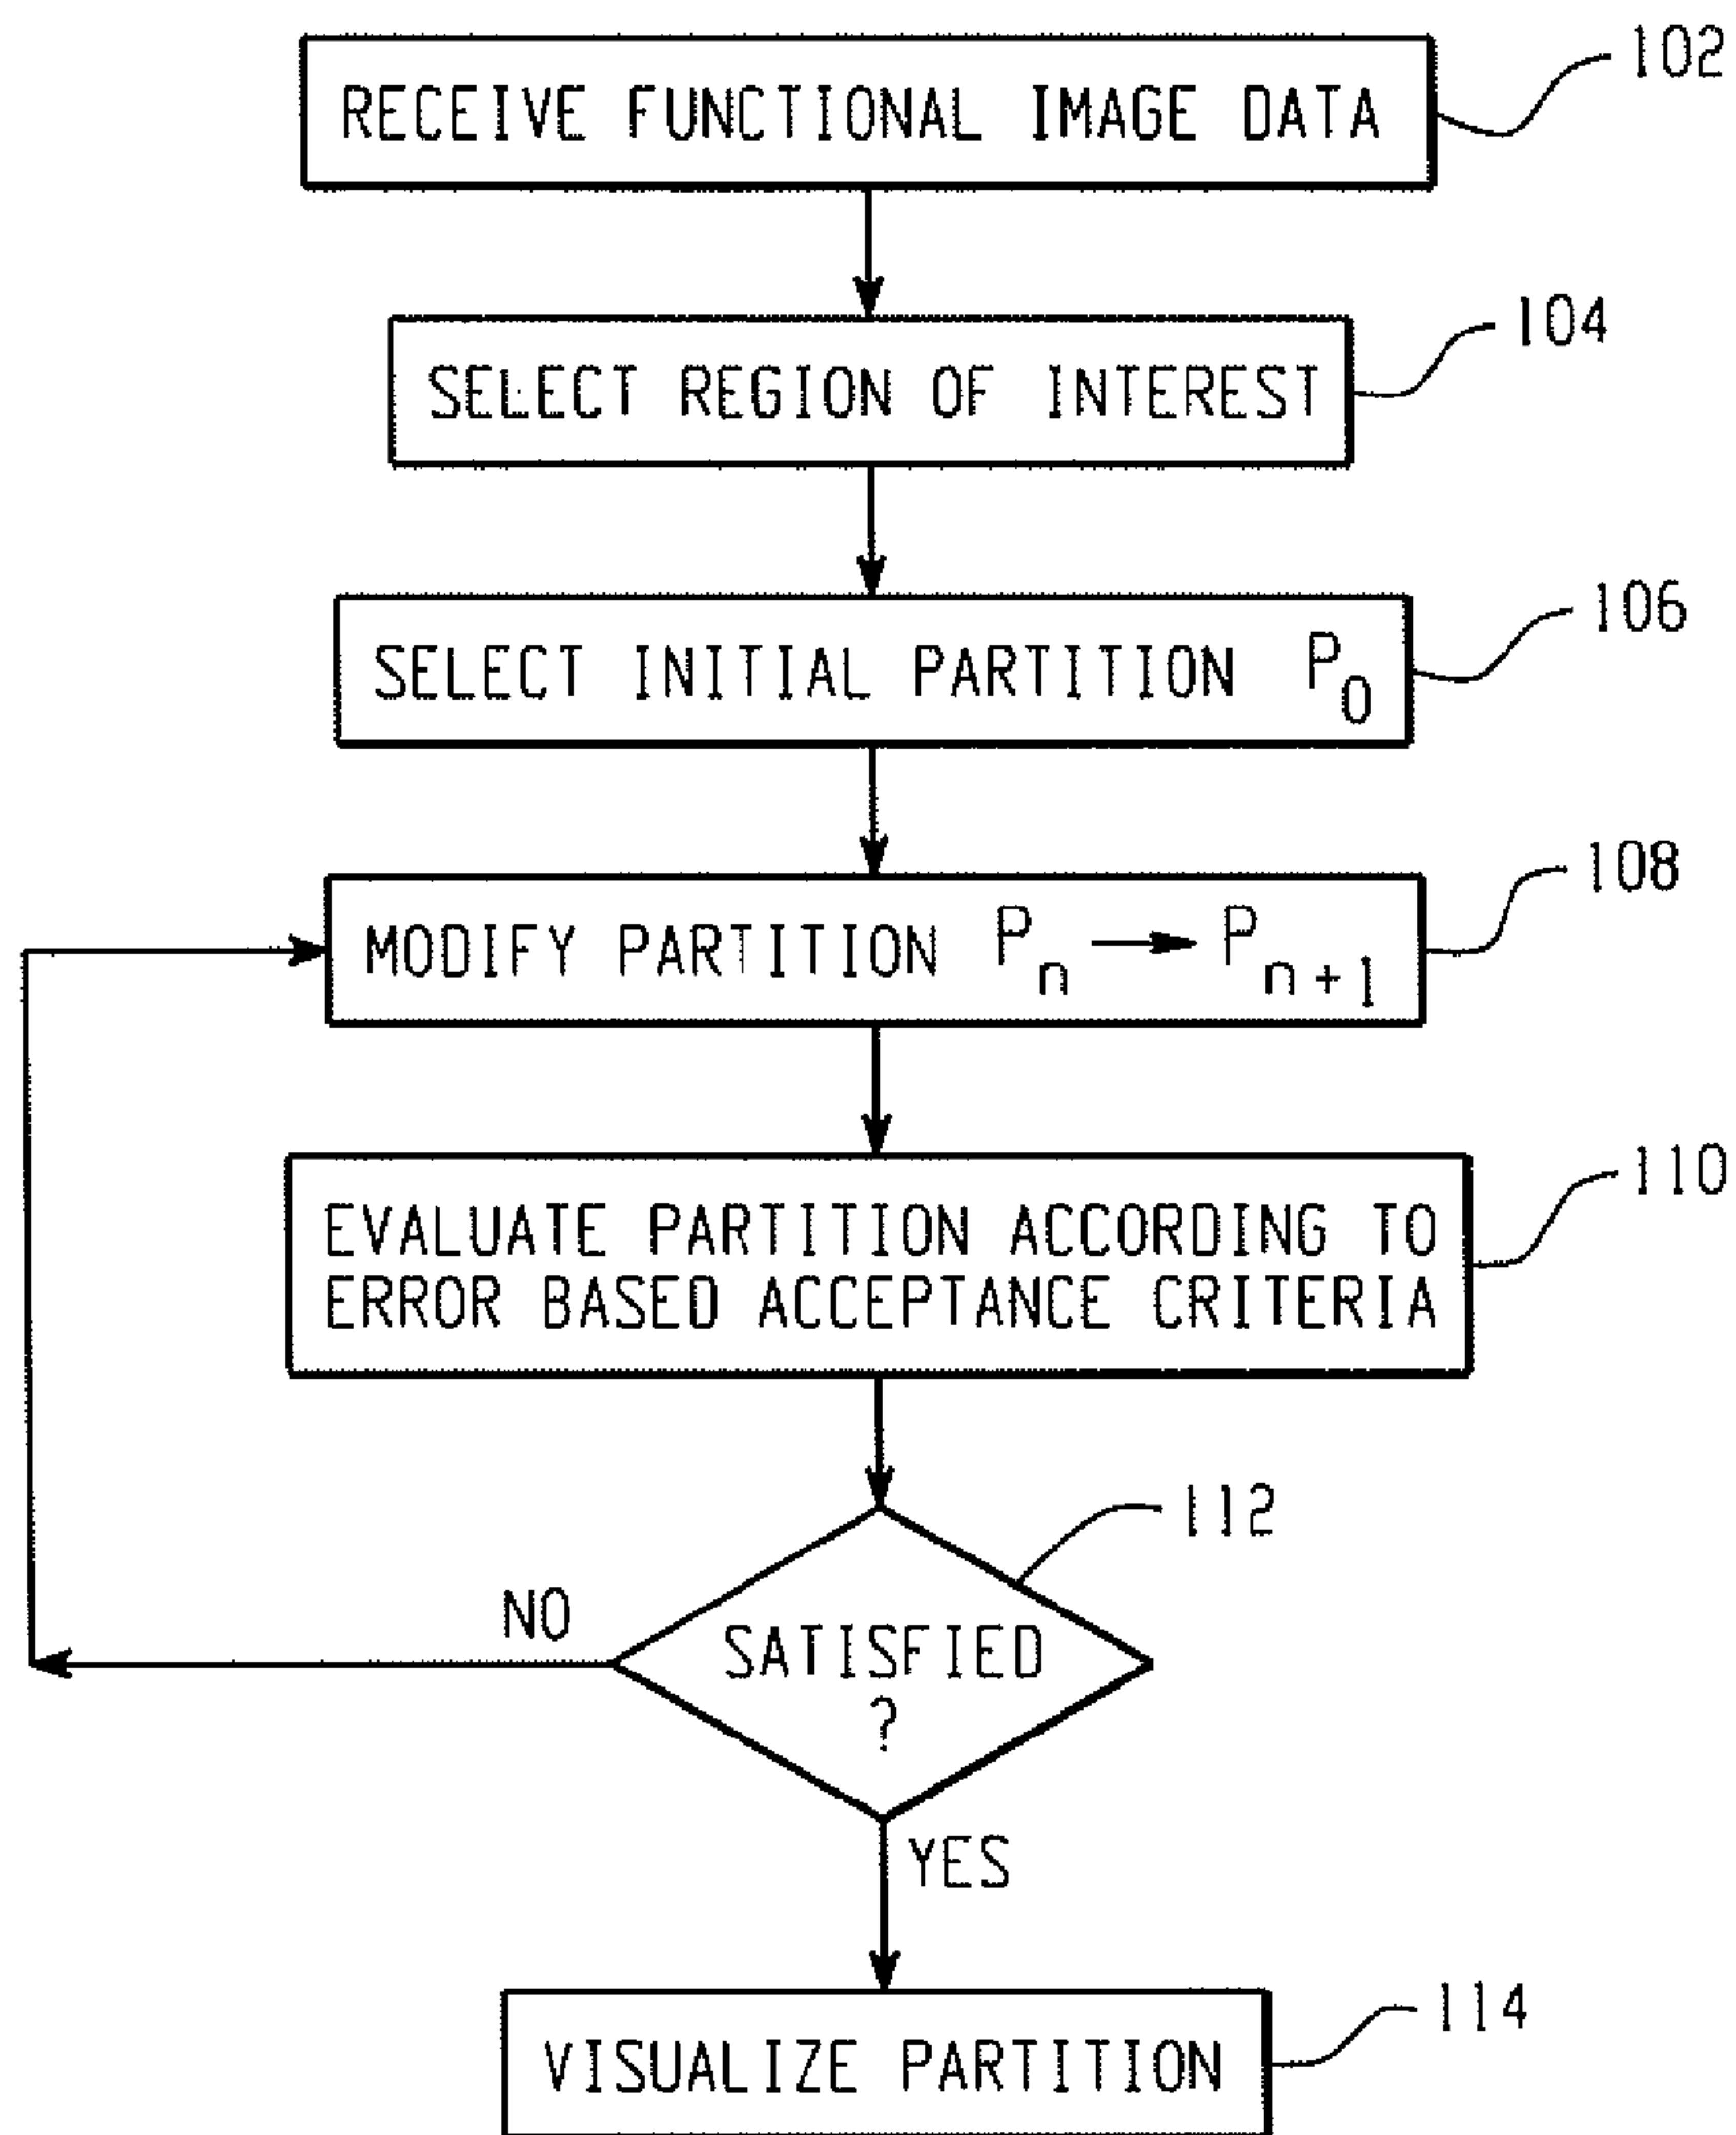 102
RECEIVE FUNCTIONAL IMAGE DATA
104
SELECT REGION OF INTEREST
106
SELECT INITIAL PARTITION P0
108
MODIFY PARTITION Pn → Pn+1
110
EVALUATE PARTITION ACCORDING TO
ERROR BASED ACCEPTANCE CRITERIA
112
NO
SATISFIED
?
YES
114
VISUALIZE PARTITION